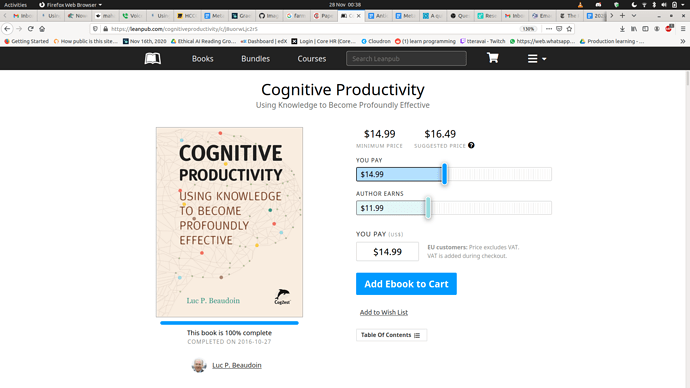 Activities
Firefox Web Browser
28 Nov 00:38
https://leanpub.com/cognitiveproductivity/c/j8uorwLjc2r5
130%
Getting Started
How public is this site...
Nov 16th, 2020
Ethical AI Reading Gro...
Dashboard | edX
Login | Core HR (Core...
Cloudron
(1) learn programming
tteravai - Twitch
https://web.whatsapp...
Production learning - ...
Books
Bundles
Courses
Search Leanpub
Cognitive Productivity
Using Knowledge to Become Profoundly Effective
COGNITIVE
PRODUCTIVITY
USING KNOWLEDGE
TO BECOME
PROFOUNDLY
EFFECTIVE
Luc P. Beaudoin
CogZest
This book is 100% complete
COMPLETED ON 2016-10-27
Luc P. Beaudoin
$14.99
$16.49
MINIMUM PRICE
SUGGESTED PRICE ?
YOU PAY
$14.99
AUTHOR EARNS
$11.99
YOU PAY (US$)
$14.99
EU customers: Price excludes VAT.
VAT is added during checkout.
Add Ebook to Cart
Add to Wish List
Table Of Contents